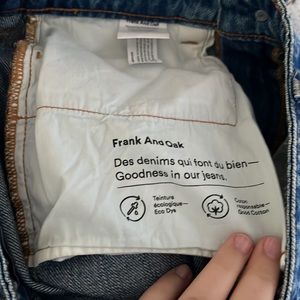 Frank And Oak
Des denims qui font du bien—
Goodness in our jeans.
Teinture
écologique—
Eco Dye
Coton
responsable—
Good Cotton